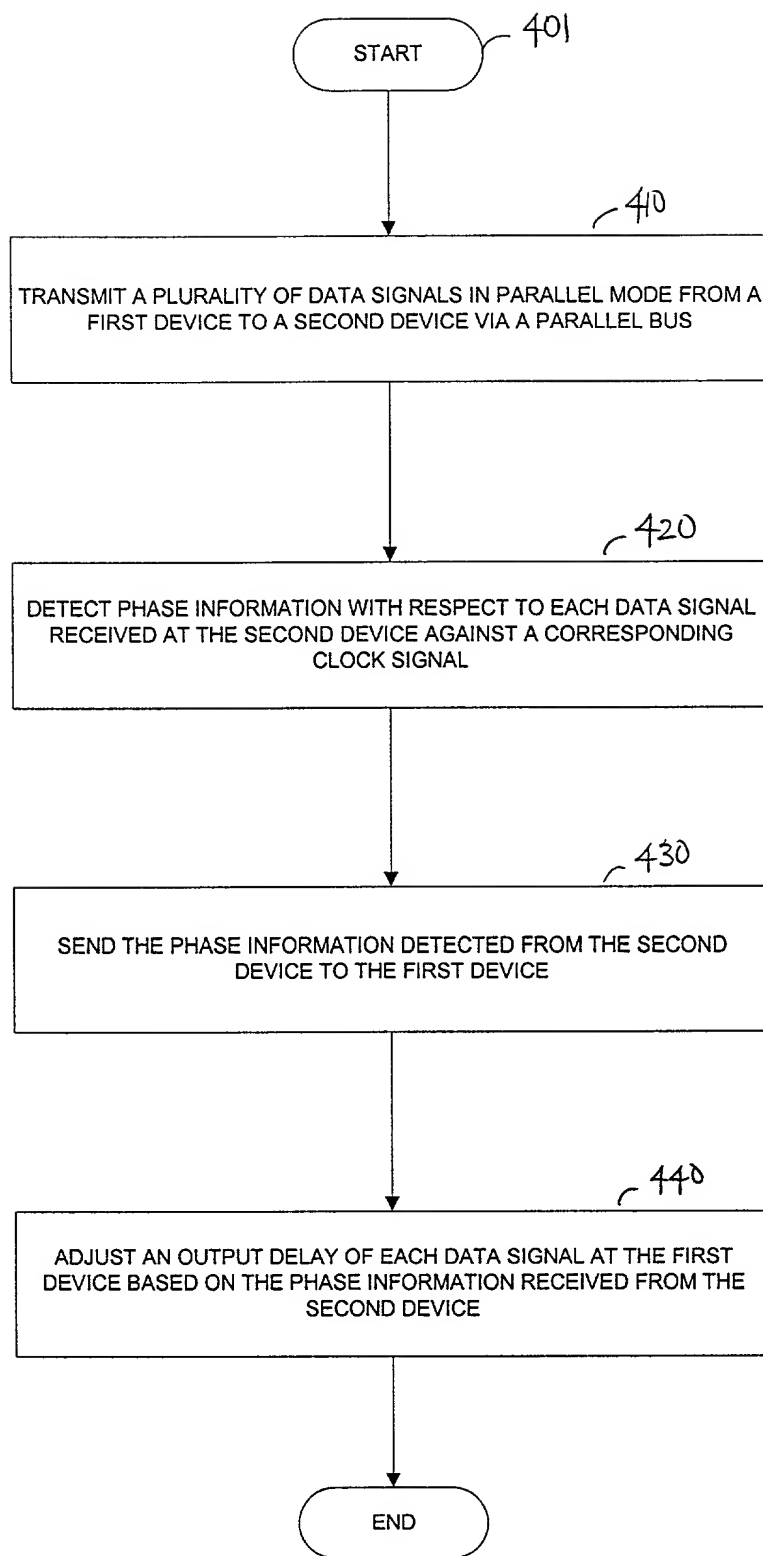 START
401
410
TRANSMIT A PLURALITY OF DATA SIGNALS IN PARALLEL MODE FROM A
FIRST DEVICE TO A SECOND DEVICE VIA A PARALLEL BUS
420
DETECT PHASE INFORMATION WITH RESPECT TO EACH DATA SIGNAL
RECEIVED AT THE SECOND DEVICE AGAINST A CORRESPONDING
CLOCK SIGNAL
430
SEND THE PHASE INFORMATION DETECTED FROM THE SECOND
DEVICE TO THE FIRST DEVICE
440
ADJUST AN OUTPUT DELAY OF EACH DATA SIGNAL AT THE FIRST
DEVICE BASED ON THE PHASE INFORMATION RECEIVED FROM THE
SECOND DEVICE
END